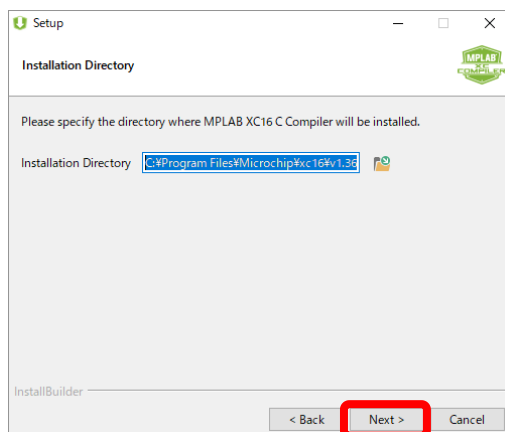 Setup
Installation Directory
MPLAB
XC
COMPILER
Please specify the directory where MPLAB XC16 C Compiler will be installed.
Installation Directory C:¥Program Files¥Microchip¥xc16¥v1.36
InstallBuilder
< Back Next > Cancel